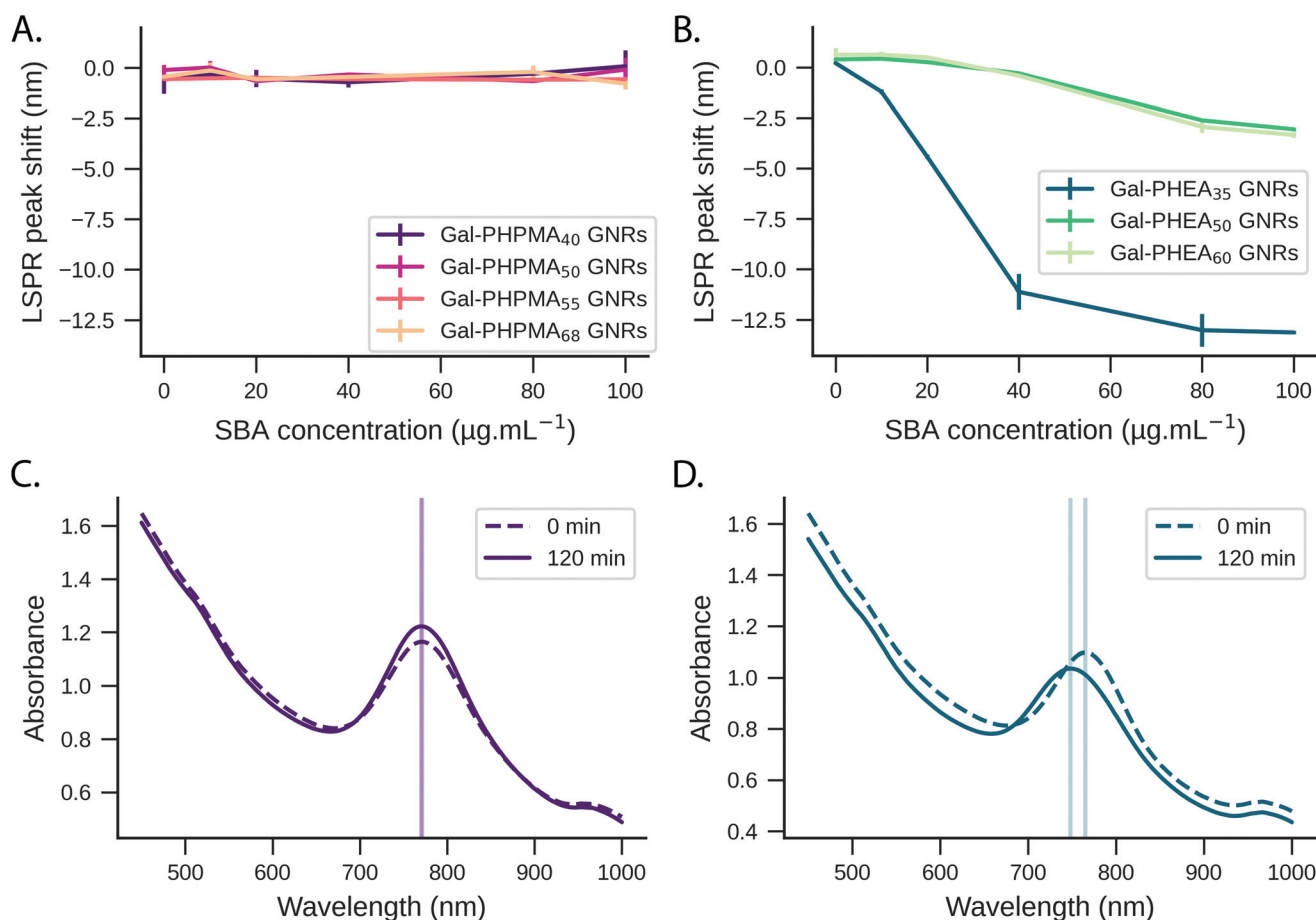 A.
LSPR peak shift (nm)
0.0
−2.5
−5.0
−7.5
−10.0
−12.5
Gal-PHPMA₄₀ GNRs
Gal-PHPMA₅₀ GNRs
Gal-PHPMA₅₅ GNRs
Gal-PHPMA₆₈ GNRs
0 20 40 60 80 100
SBA concentration (µg.mL⁻¹)
B.
LSPR peak shift (nm)
0.0
−2.5
−5.0
−7.5
−10.0
−12.5
Gal-PHEA₃₅ GNRs
Gal-PHEA₅₀ GNRs
Gal-PHEA₆₀ GNRs
0 20 40 60 80 100
SBA concentration (µg.mL⁻¹)
C.
Absorbance
1.6
1.4
1.2
1.0
0.8
0.6
0 min
120 min
500 600 700 800 900 1000
Wavelength (nm)
D.
Absorbance
1.6
1.4
1.2
1.0
0.8
0.6
0.4
0 min
120 min
500 600 700 800 900 1000
Wavelength (nm)